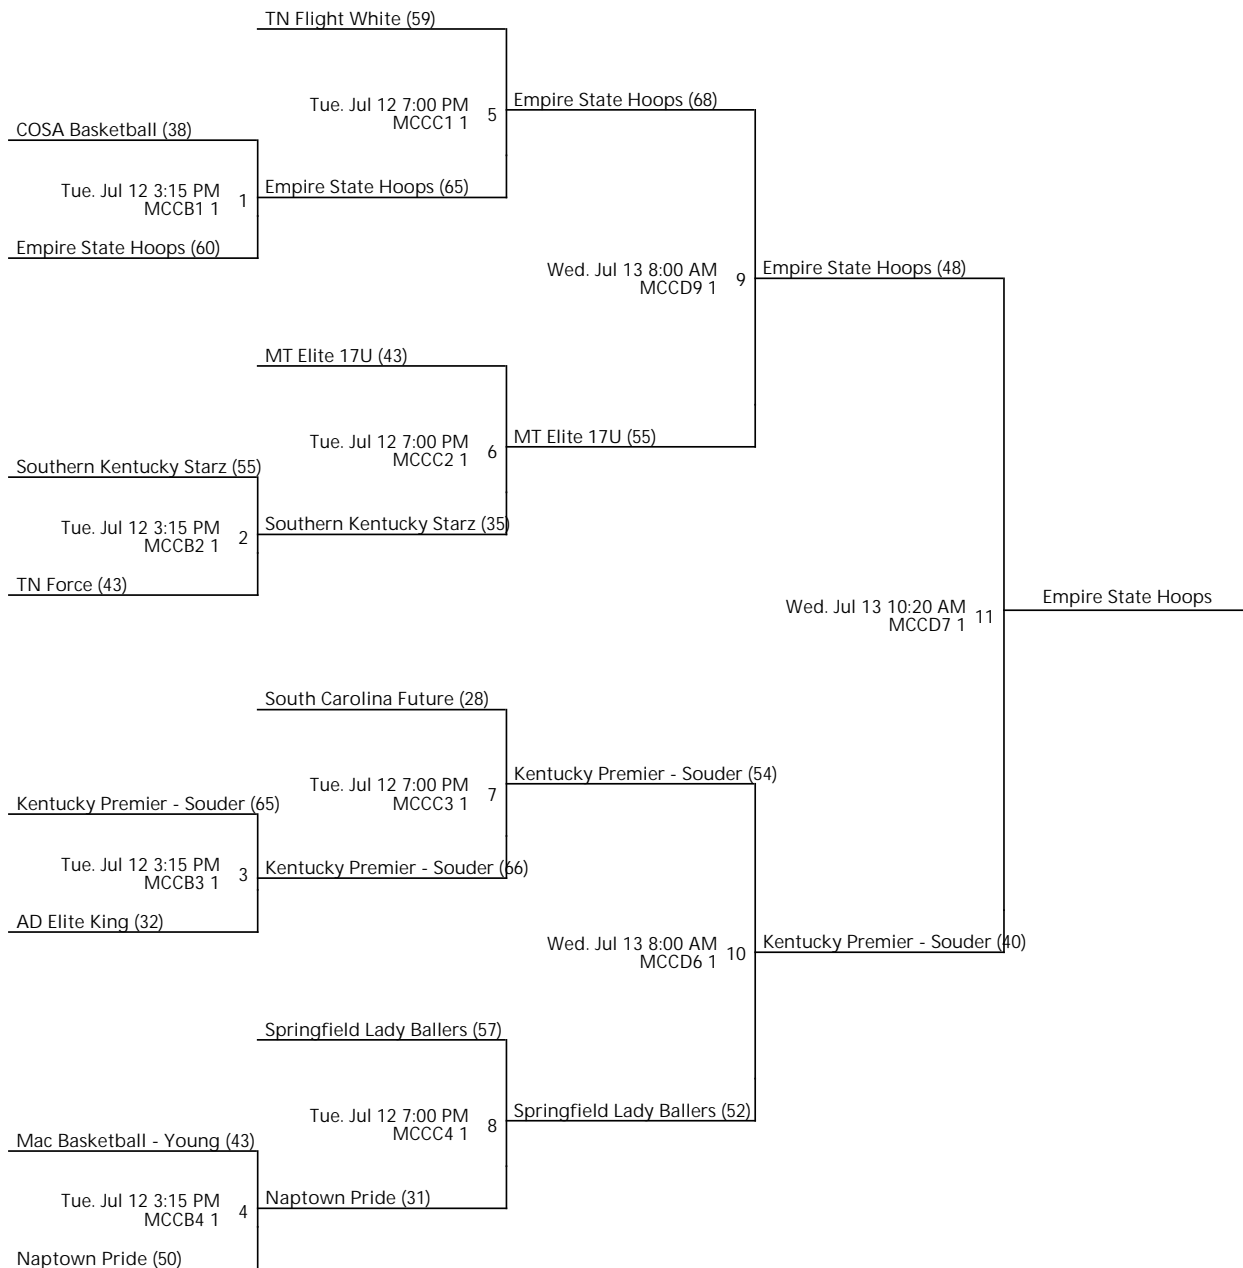 TN Flight White (59)
Tue. Jul 12 7:00 PM
MCCC1 1
5
Empire State Hoops (68)
COSA Basketball (38)
Tue. Jul 12 3:15 PM
MCCB1 1
1
Empire State Hoops (65)
Empire State Hoops (60)
Wed. Jul 13 8:00 AM
MCCD9 1
9
Empire State Hoops (48)
MT Elite 17U (43)
Tue. Jul 12 7:00 PM
MCCC2 1
6
MT Elite 17U (55)
Southern Kentucky Starz (55)
Tue. Jul 12 3:15 PM
MCCB2 1
2
Southern Kentucky Starz (35)
TN Force (43)
Wed. Jul 13 10:20 AM
MCCD7 1
11
Empire State Hoops
South Carolina Future (28)
Tue. Jul 12 7:00 PM
MCCC3 1
7
Kentucky Premier - Souder (54)
Kentucky Premier - Souder (65)
Tue. Jul 12 3:15 PM
MCCB3 1
3
Kentucky Premier - Souder (66)
AD Elite King (32)
Wed. Jul 13 8:00 AM
MCCD6 1
10
Kentucky Premier - Souder (40)
Springfield Lady Ballers (57)
Tue. Jul 12 7:00 PM
MCCC4 1
8
Springfield Lady Ballers (52)
Mac Basketball - Young (43)
Tue. Jul 12 3:15 PM
MCCB4 1
4
Naptown Pride (31)
Naptown Pride (50)